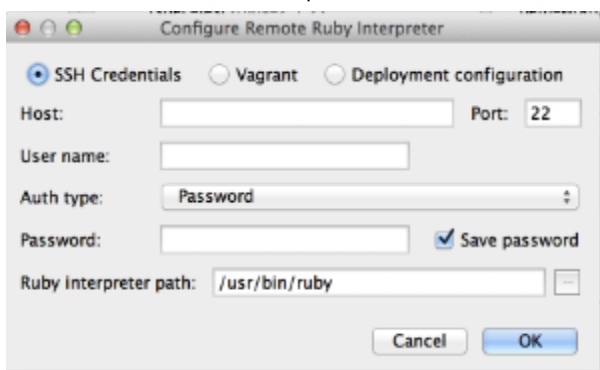 Configure Remote Ruby Interpreter
SSH Credentials Vagrant Deployment configuration
Host: Port: 22
User name:
Auth type: Password
Password: Save password
Ruby interpreter path: /usr/bin/ruby
Cancel OK